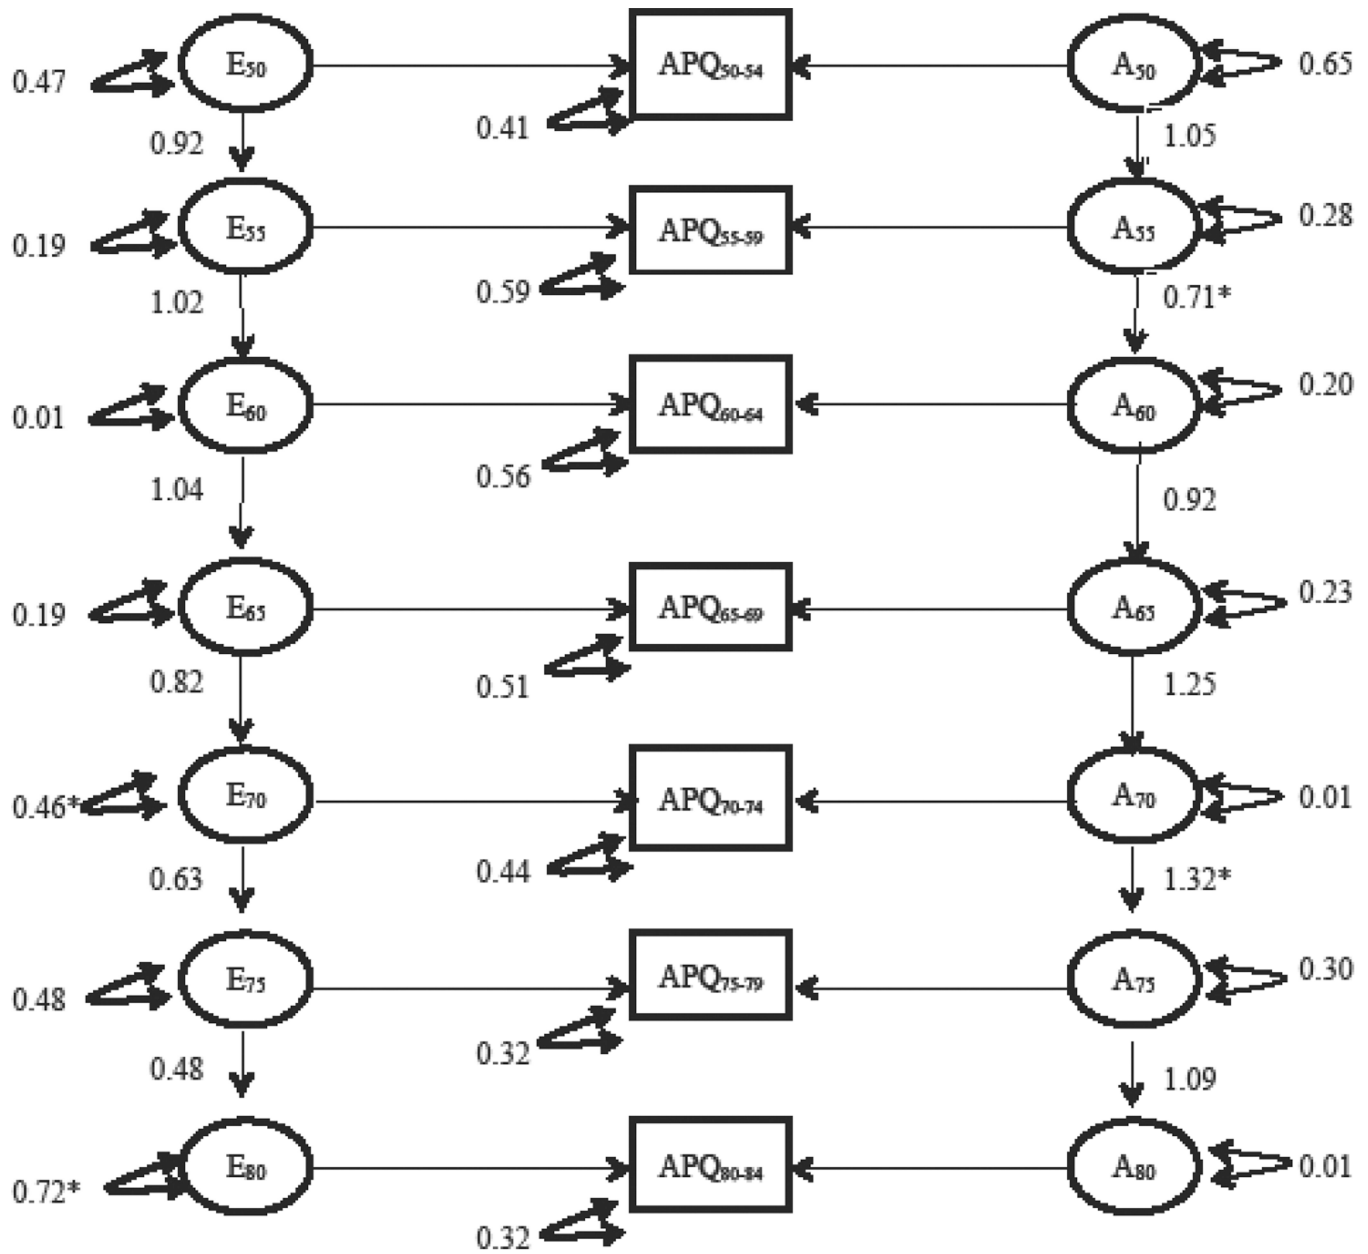 0.47 E₅₀ APQ₅₀₋₅₄ A₅₀ 0.65
0.41
0.92 1.05
0.19 E₅₅ APQ₅₅₋₅₉ A₅₅ 0.28
0.59
1.02 0.71*
0.01 E₆₀ APQ₆₀₋₆₄ A₆₀ 0.20
0.56
1.04 0.92
0.19 E₆₅ APQ₆₅₋₆₉ A₆₅ 0.23
0.51
0.82 1.25
0.46* E₇₀ APQ₇₀₋₇₄ A₇₀ 0.01
0.44
0.63 1.32*
0.48 E₇₅ APQ₇₅₋₇₉ A₇₅ 0.30
0.32
0.48 1.09
0.72* E₈₀ APQ₈₀₋₈₄ A₈₀ 0.01
0.32